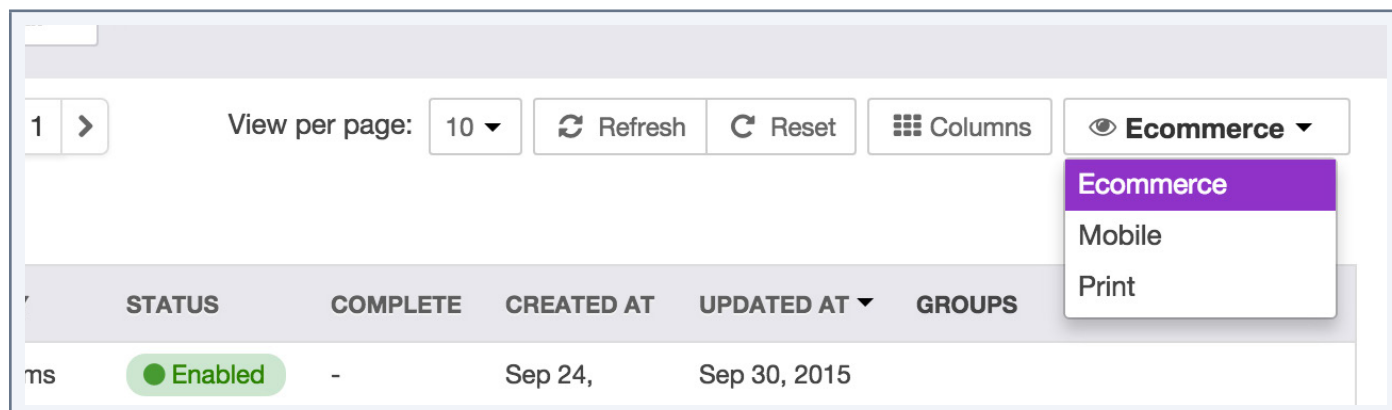 1 View per page: 10 Refresh Reset Columns Ecommerce
Ecommerce
Mobile
Print
STATUS COMPLETE CREATED AT UPDATED AT GROUPS
ms Enabled - Sep 24, Sep 30, 2015